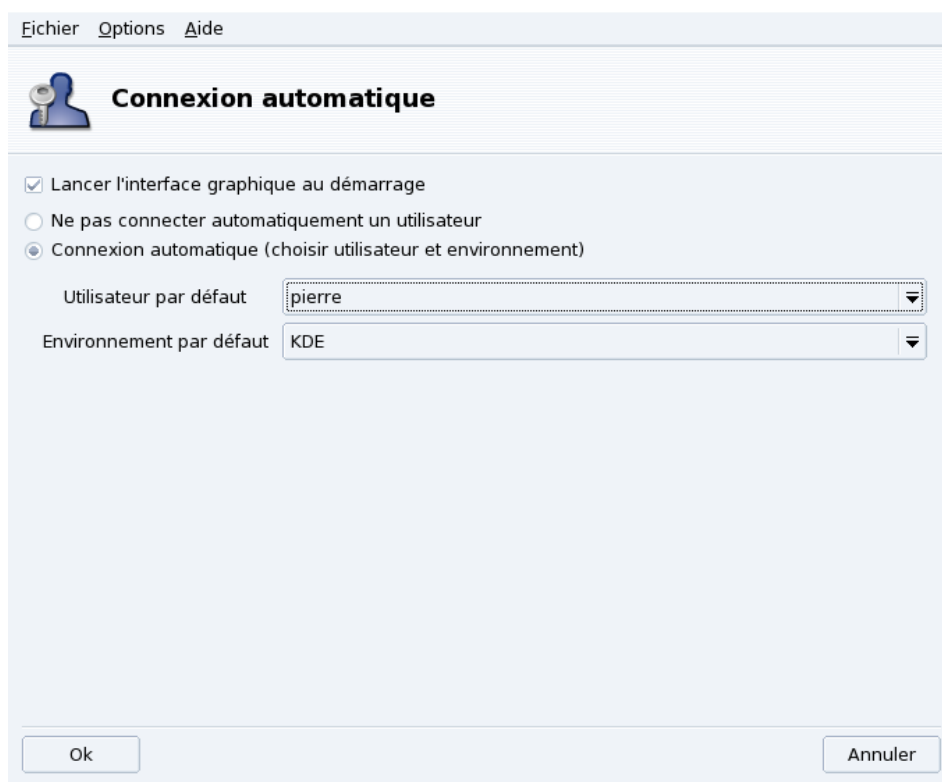 Fichier Options Aide
Connexion automatique
Lancer l'interface graphique au démarrage
Ne pas connecter automatiquement un utilisateur
Connexion automatique (choisir utilisateur et environnement)
Utilisateur par défaut pierre
Environnement par défaut KDE
Ok Annuler